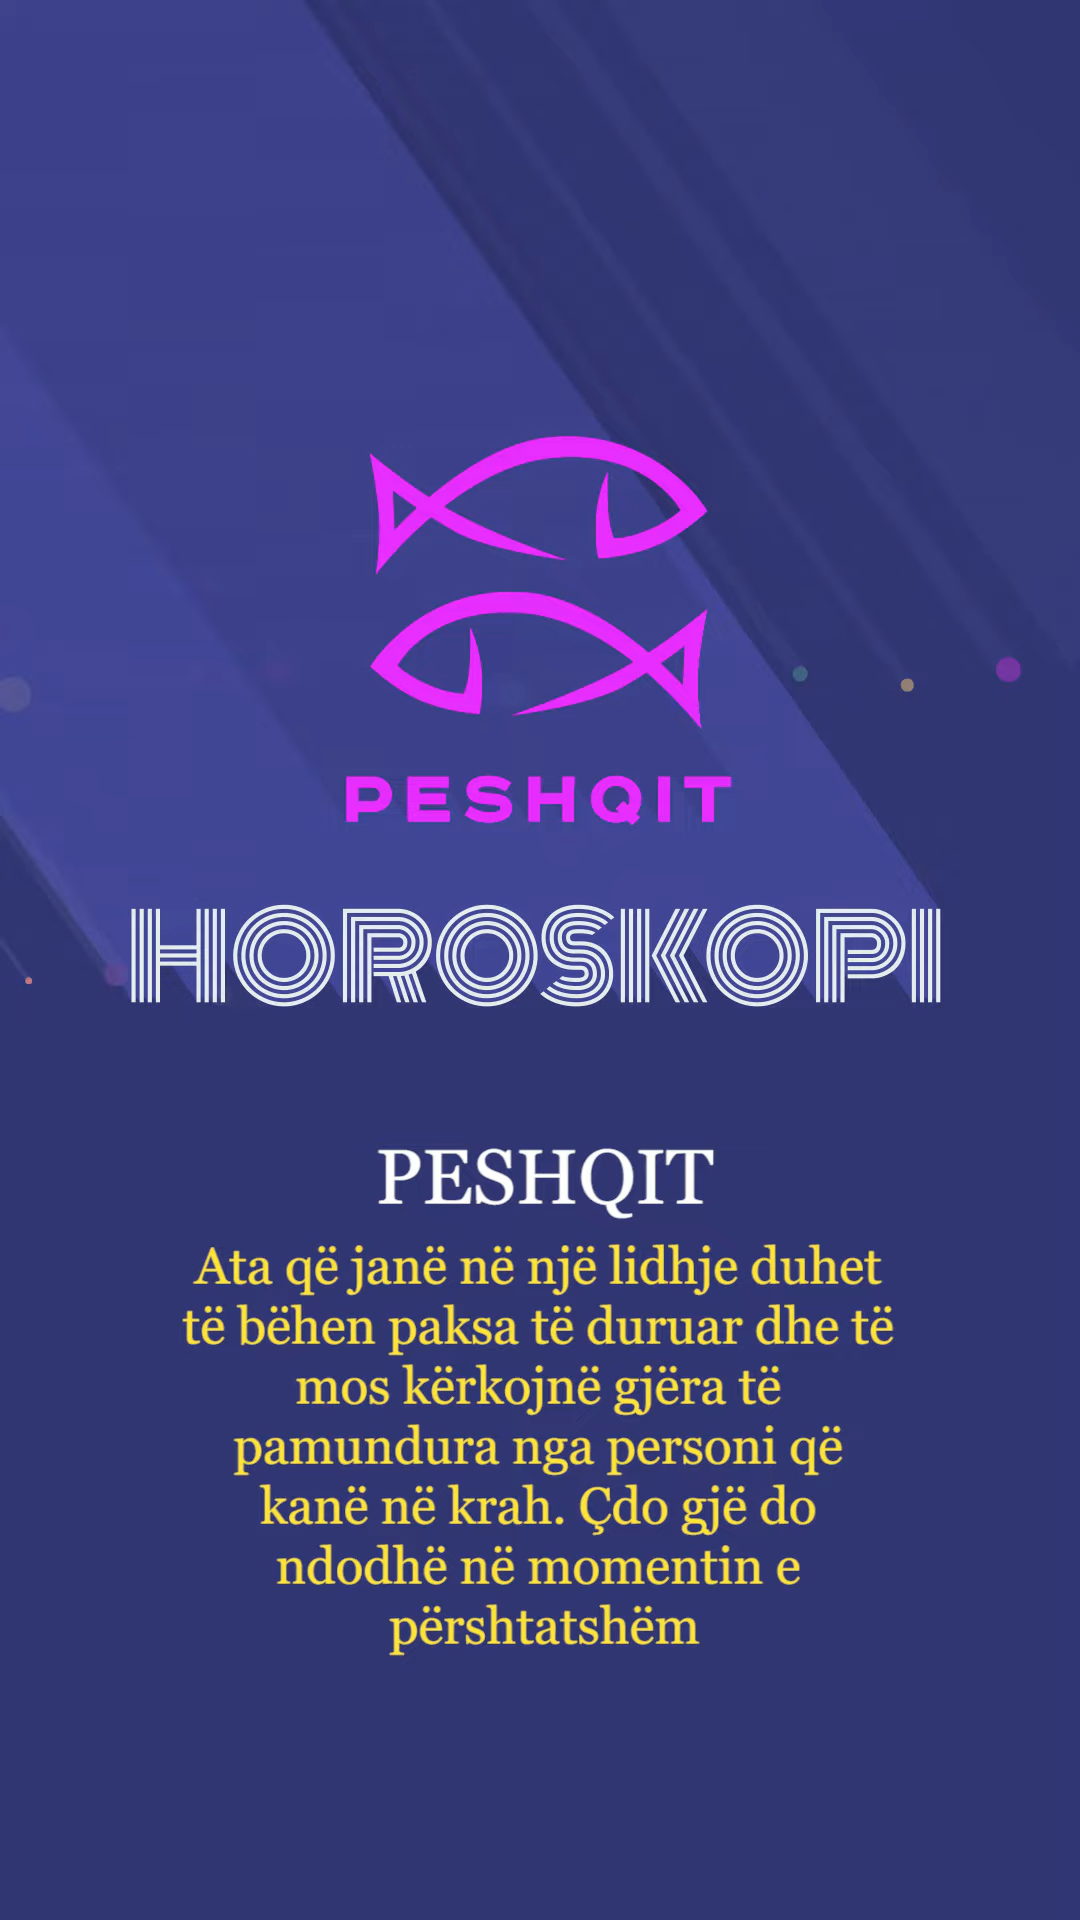 PESHQIT
HOROSKOPI
PESHQIT
Ata që janë në një lidhje duhet
të bëhen paksa të duruar dhe të
mos kërkojnë gjëra të
pamundura nga personi që
kanë në krah. Çdo gjë do
ndodhë në momentin e
përshtatshëm